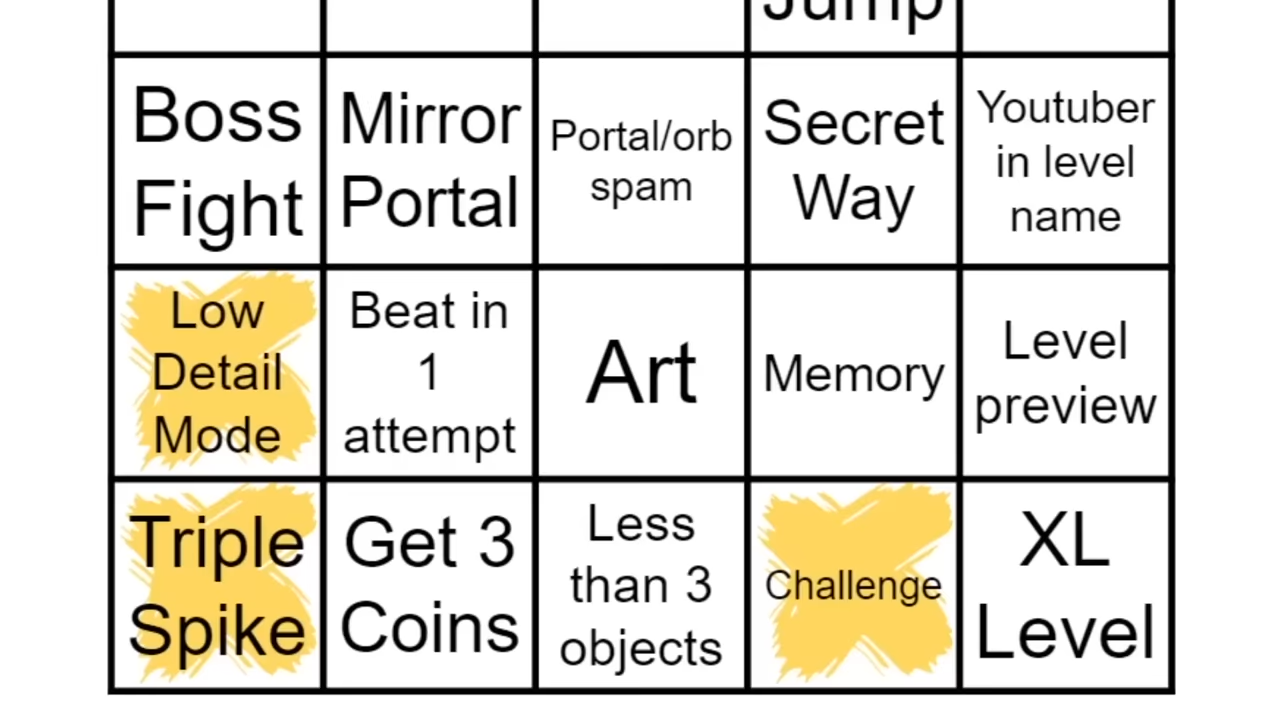 Jump
Boss
Fight
Mirror
Portal
Portal/orb
spam
Secret
Way
Youtuber
in level
name
Low
Detail
Mode
Beat in
1
attempt
Art
Memory
Level
preview
Triple
Spike
Get 3
Coins
Less
than 3
objects
Challenge
XL
Level